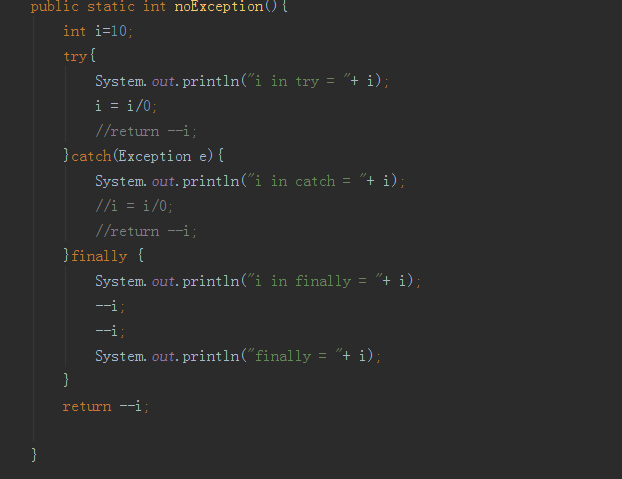 public static int noException(){
int i=10;
try{
System.out.println("i in try = "+ i);
i = i/0;
//return --i;
}catch(Exception e){
System.out.println("i in catch = "+ i);
//i = i/0;
//return --i;
}finally {
System.out.println("i in finally = "+ i);
--i;
--i;
System.out.println("finally = "+ i);
}
return --i;
}